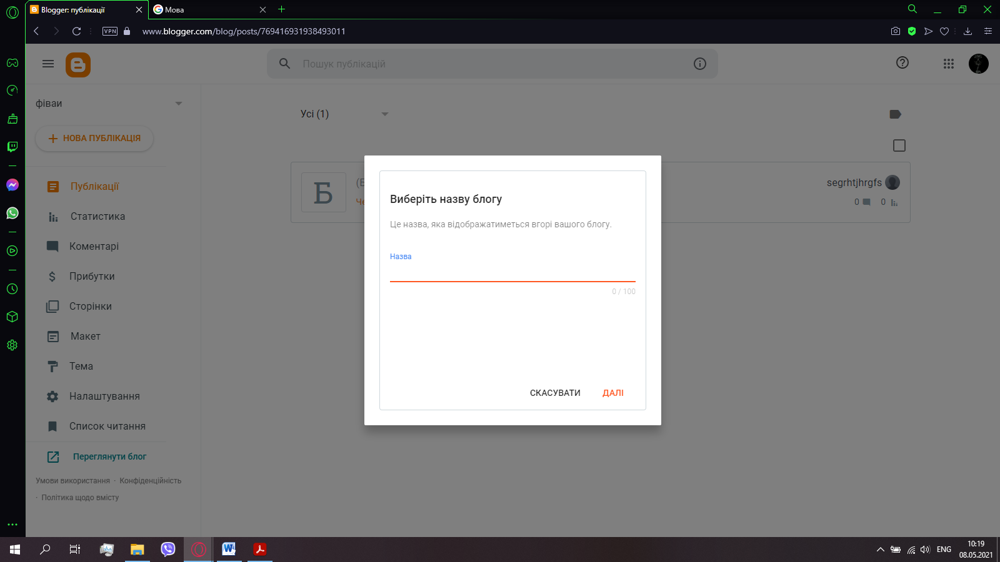 Blogger: публікації
Мова
VPN
www.blogger.com/blog/posts/769416931938493011
Пошук публікацій
фіваи
НОВА ПУБЛІКАЦІЯ
Публікації
Статистика
Коментарі
Прибутки
Сторінки
Макет
Тема
Налаштування
Список читання
Переглянути блог
Умови використання · Конфіденційність
· Політика щодо вмісту
Усі (1)
Б
segrhtjhrgfs
0 0
Виберіть назву блогу
Це назва, яка відображатиметься вгорі вашого блогу.
Назва
0 / 100
СКАСУВАТИ ДАЛІ
ENG
10:19
08.05.2021